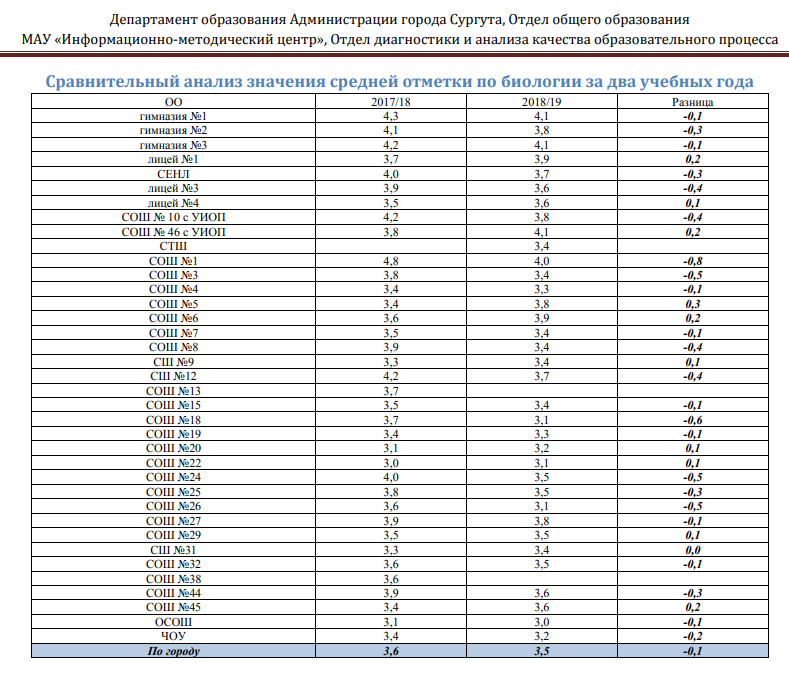 Департамент образования Администрации города Сургута, Отдел общего образования
МАУ «Информационно-методический центр», Отдел диагностики и анализа качества образовательного процесса
Сравнительный анализ значения средней отметки по биологии за два учебных года
ОО 2017/18 2018/19 Разница
гимназия №1 4,3 4,1 -0,1
гимназия №2 4,1 3,8 -0,3
гимназия №3 4,2 4,1 -0,1
лицей №1 3,7 3,9 0,2
СЕНЛ 4,0 3,7 -0,3
лицей №3 3,9 3,6 -0,4
лицей №4 3,5 3,6 0,1
СОШ № 10 с УИОП 4,2 3,8 -0,4
СОШ № 46 с УИОП 3,8 4,1 0,2
СТШ 3,4
СОШ №1 4,8 4,0 -0,8
СОШ №3 3,8 3,4 -0,5
СОШ №4 3,4 3,3 -0,1
СОШ №5 3,4 3,8 0,3
СОШ №6 3,6 3,9 0,2
СОШ №7 3,5 3,4 -0,1
СОШ №8 3,9 3,4 -0,4
СШ №9 3,3 3,4 0,1
СШ №12 4,2 3,7 -0,4
СОШ №13 3,7
СОШ №15 3,5 3,4 -0,1
СОШ №18 3,7 3,1 -0,6
СОШ №19 3,4 3,3 -0,1
СОШ №20 3,1 3,2 0,1
СОШ №22 3,0 3,1 0,1
СОШ №24 4,0 3,5 -0,5
СОШ №25 3,8 3,5 -0,3
СОШ №26 3,6 3,1 -0,5
СОШ №27 3,9 3,8 -0,1
СОШ №29 3,5 3,5 0,1
СШ №31 3,3 3,4 0,0
СОШ №32 3,6 3,5 -0,1
СОШ №38 3,6
СОШ №44 3,9 3,6 -0,3
СОШ №45 3,4 3,6 0,2
ОСОШ 3,1 3,0 -0,1
ЧОУ 3,4 3,2 -0,2
По городу 3,6 3,5 -0,1